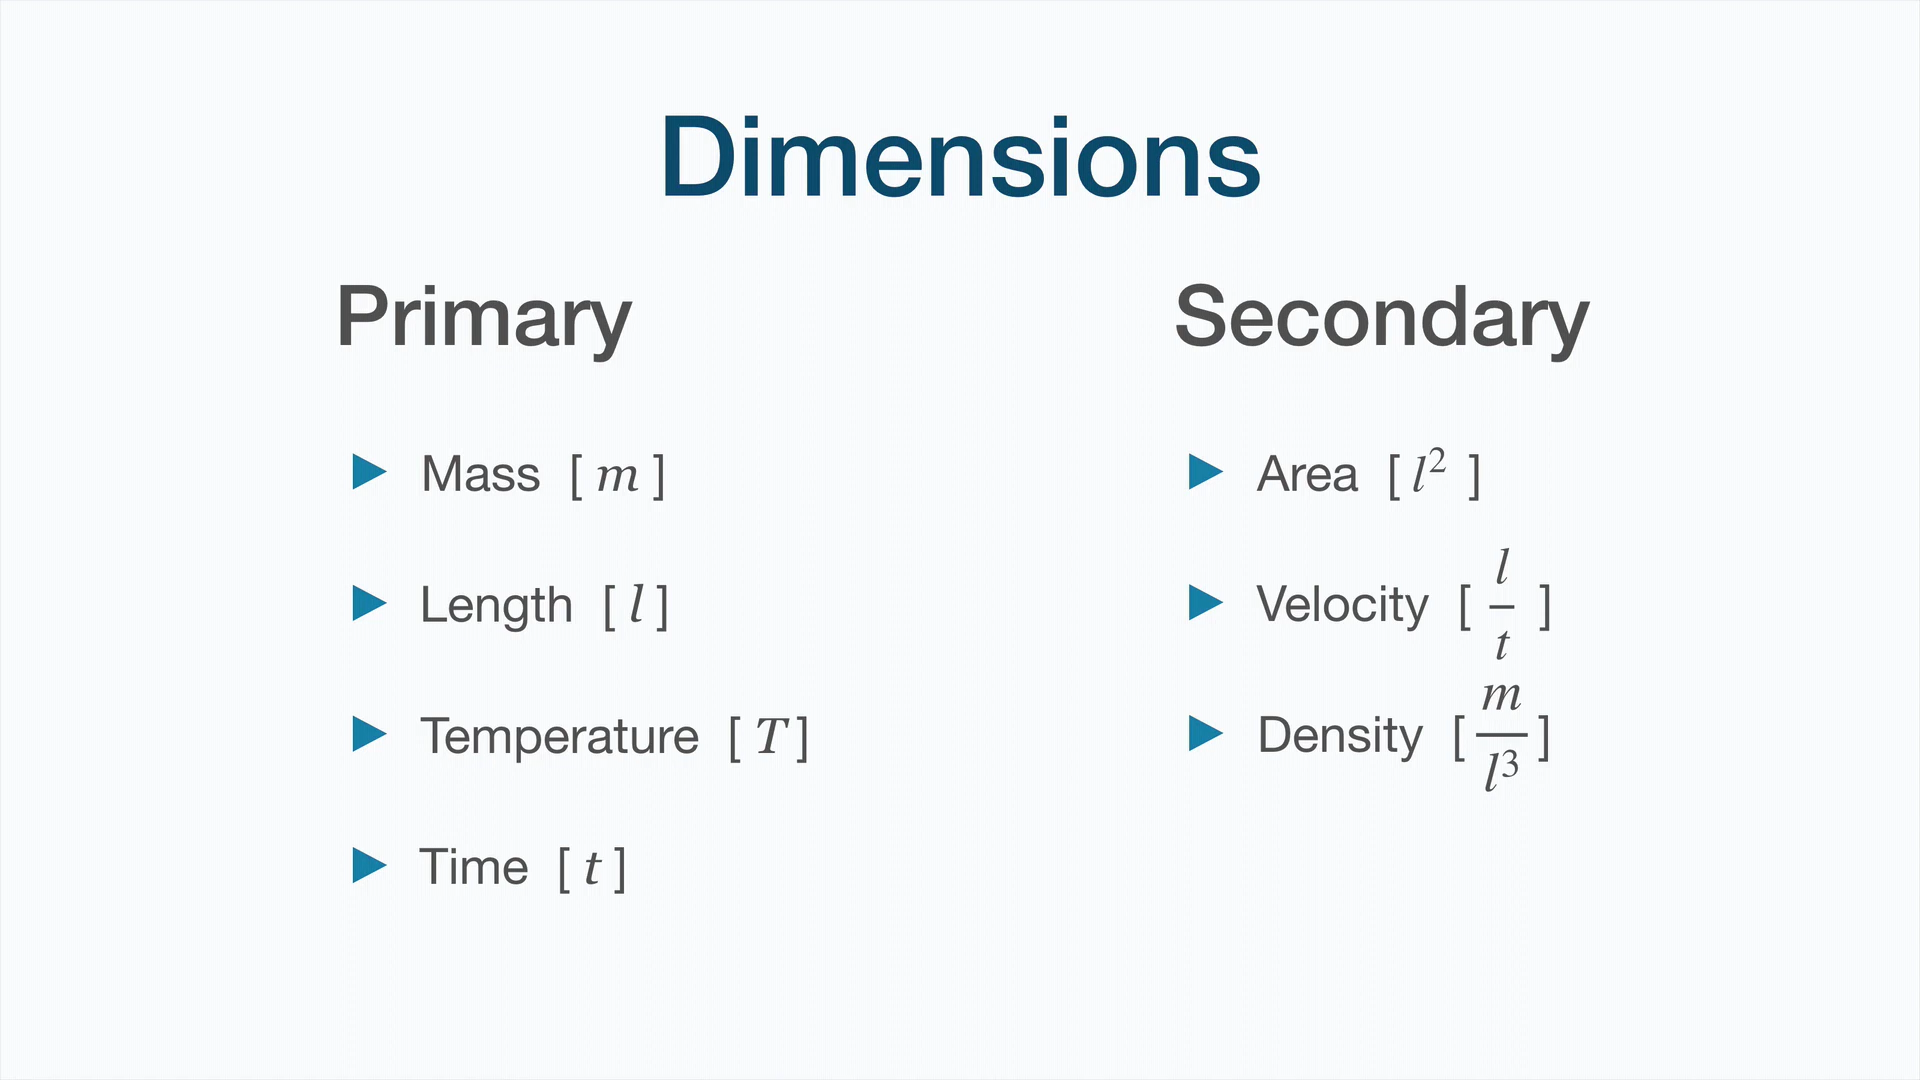 Dimensions
Primary
Mass [ m ]
Length [ l ]
Temperature [ T ]
Time [ t ]
Secondary
Area [ l² ]
Velocity [ l/t ]
Density [ m/l³ ]